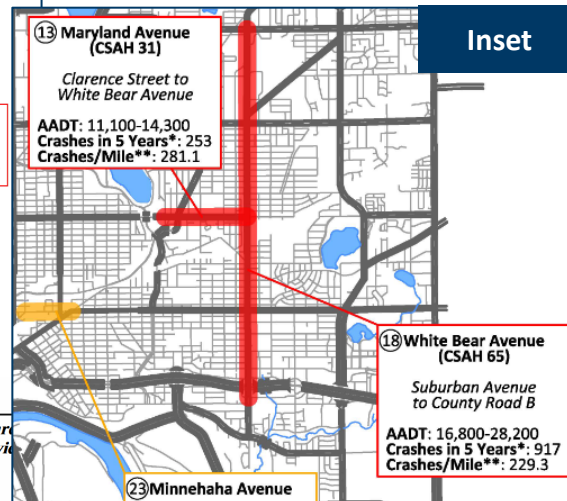 Inset
⑬ Maryland Avenue
(CSAH 31)
Clarence Street to
White Bear Avenue
AADT: 11,100-14,300
Crashes in 5 Years*: 253
Crashes/Mile**: 281.1
⑱ White Bear Avenue
(CSAH 65)
Suburban Avenue
to County Road B
AADT: 16,800-28,200
Crashes in 5 Years*: 917
Crashes/Mile**: 229.3
㉓ Minnehaha Avenue